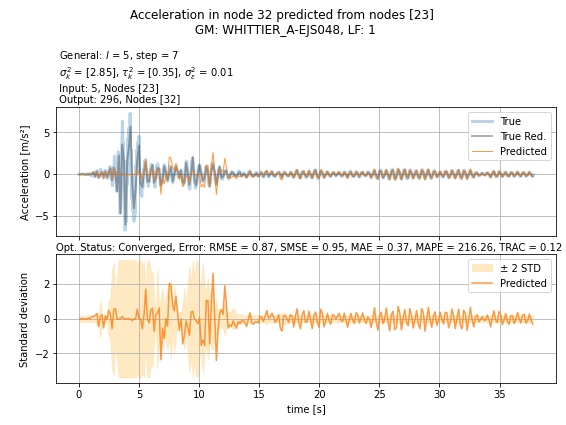 Acceleration in node 32 predicted from nodes [23]
GM: WHITTIER_A-EJS048, LF: 1
General: l = 5, step = 7
σ²ₖ = [2.85], τ²ₖ = [0.35], σ²ε = 0.01
Input: 5, Nodes [23]
Output: 296, Nodes [32]
Acceleration [m/s²]
5
0
−5
True
True Red.
Predicted
Opt. Status: Converged, Error: RMSE = 0.87, SMSE = 0.95, MAE = 0.37, MAPE = 216.26, TRAC = 0.12
Standard deviation
2
0
−2
± 2 STD
Predicted
0 5 10 15 20 25 30 35
time [s]